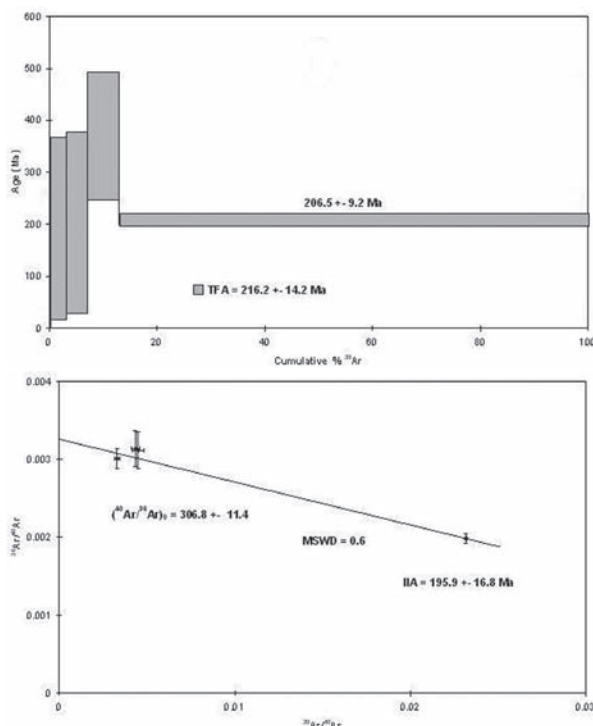 600
500
400
300
200
100
0
Age (Ma)
206.5 +- 9.2 Ma
TFA = 216.2 +- 14.2 Ma
0 20 40 60 80 100
Cumulative % ³⁹Ar
0.004
0.003
0.002
0.001
0
³⁶Ar/⁴⁰Ar
(⁴⁰Ar/³⁶Ar)₀ = 306.8 +- 11.4
MSWD = 0.6
IIA = 195.9 +- 16.8 Ma
0 0.01 0.02 0.03
³⁹Ar/⁴⁰Ar